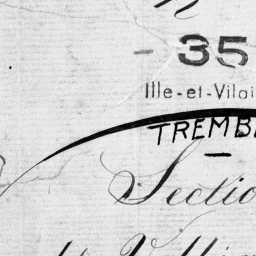 - 35
Ille-et-Vilai
TREMB
Sectio